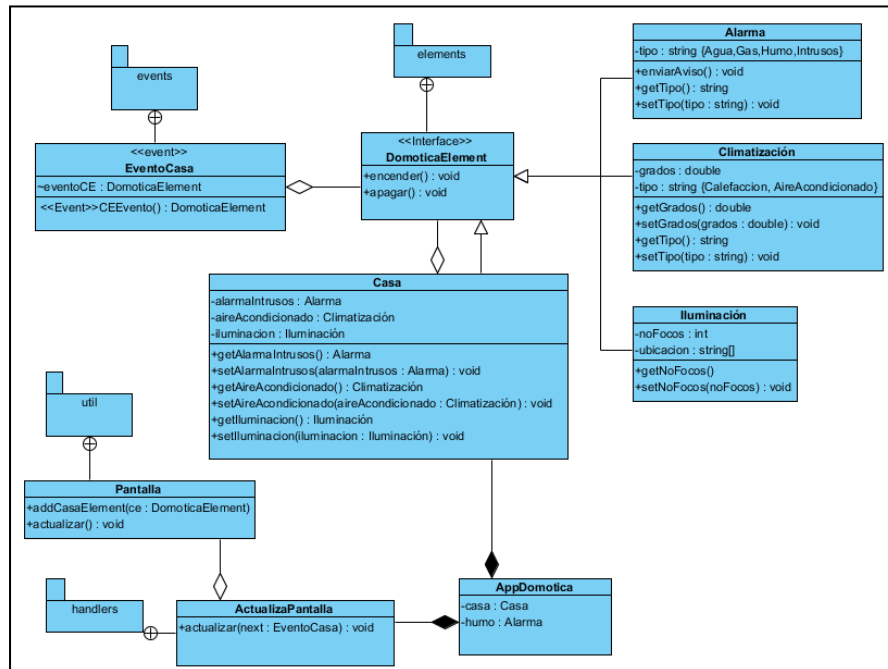 events
elements
Alarma
-tipo : string {Agua,Gas,Humo,Intrusos}
+enviarAviso() : void
+getTipo() : string
+setTipo(tipo : string) : void
<<event>>
EventoCasa
~eventoCE : DomoticaElement
<<Event>>CEEvento() : DomoticaElement
<<Interface>>
DomoticaElement
+encender() : void
+apagar() : void
Climatización
-grados : double
-tipo : string {Calefaccion, AireAcondicionado}
+getGrados() : double
+setGrados(grados : double) : void
+getTipo() : string
+setTipo(tipo : string) : void
Casa
-alarmaIntrusos : Alarma
-aireAcondicionado : Climatización
-iluminacion : Iluminación
+getAlarmaIntrusos() : Alarma
+setAlarmaIntrusos(alarmaIntrusos : Alarma) : void
+getAireAcondicionado() : Climatización
+setAireAcondicionado(aireAcondicionado : Climatización) : void
+getIluminacion() : Iluminación
+setIluminacion(iluminacion : Iluminación) : void
Iluminación
-noFocos : int
-ubicacion : string[]
+getNoFocos()
+setNoFocos(noFocos) : void
util
Pantalla
+addCasaElement(ce : DomoticaElement)
+actualizar() : void
handlers
ActualizaPantalla
+actualizar(next : EventoCasa) : void
AppDomotica
-casa : Casa
-humo : Alarma